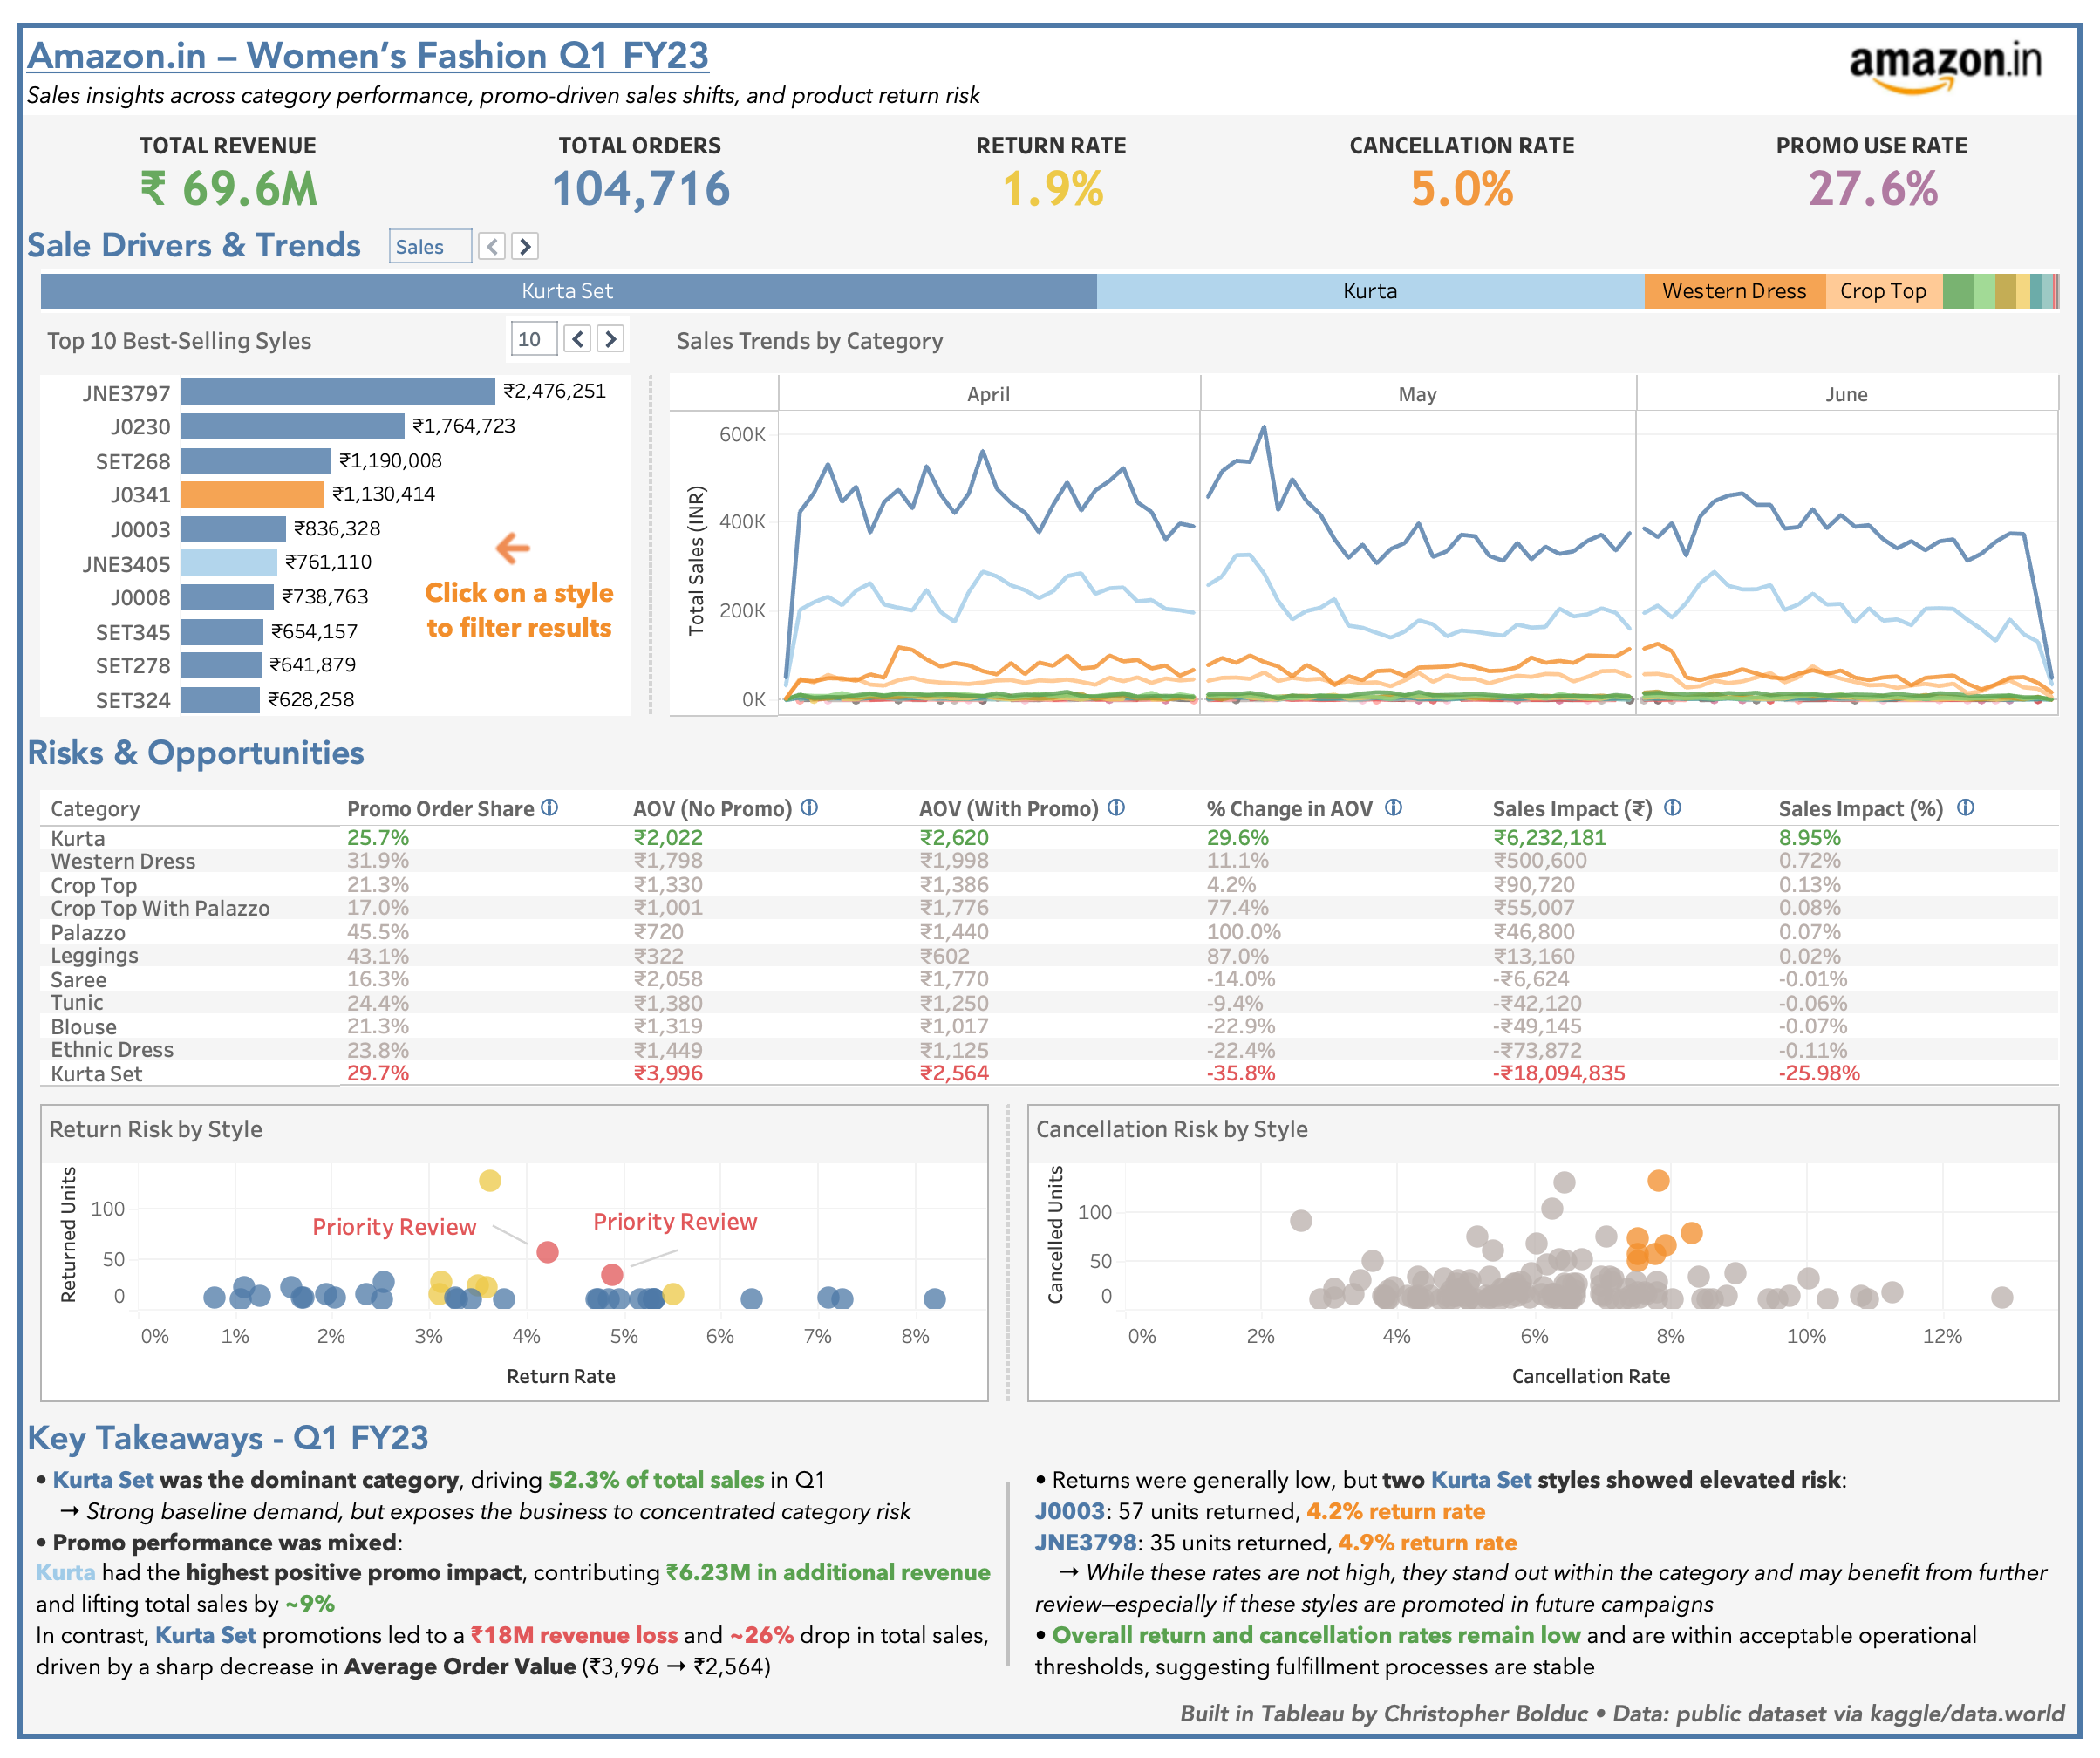 Amazon.in – Women's Fashion Q1 FY23
amazon.in
Sales insights across category performance, promo-driven sales shifts, and product return risk
TOTAL REVENUE
₹ 69.6M
TOTAL ORDERS
104,716
RETURN RATE
1.9%
CANCELLATION RATE
5.0%
PROMO USE RATE
27.6%
Sale Drivers & Trends
Sales
Kurta Set Kurta Western Dress Crop Top
Top 10 Best-Selling Syles
10
JNE3797 ₹2,476,251
J0230 ₹1,764,723
SET268 ₹1,190,008
J0341 ₹1,130,414
J0003 ₹836,328
JNE3405 ₹761,110
J0008 ₹738,763
SET345 ₹654,157
SET278 ₹641,879
SET324 ₹628,258
Click on a style
to filter results
Sales Trends by Category
April May June
Total Sales (INR)
600K
400K
200K
0K
Risks & Opportunities
Category Promo Order Share AOV (No Promo) AOV (With Promo) % Change in AOV Sales Impact (₹) Sales Impact (%)
Kurta 25.7% ₹2,022 ₹2,620 29.6% ₹6,232,181 8.95%
Western Dress 31.9% ₹1,798 ₹1,998 11.1% ₹500,600 0.72%
Crop Top 21.3% ₹1,330 ₹1,386 4.2% ₹90,720 0.13%
Crop Top With Palazzo 17.0% ₹1,001 ₹1,776 77.4% ₹55,007 0.08%
Palazzo 45.5% ₹720 ₹1,440 100.0% ₹46,800 0.07%
Leggings 43.1% ₹322 ₹602 87.0% ₹13,160 0.02%
Saree 16.3% ₹2,058 ₹1,770 -14.0% -₹6,624 -0.01%
Tunic 24.4% ₹1,380 ₹1,250 -9.4% -₹42,120 -0.06%
Blouse 21.3% ₹1,319 ₹1,017 -22.9% -₹49,145 -0.07%
Ethnic Dress 23.8% ₹1,449 ₹1,125 -22.4% -₹73,872 -0.11%
Kurta Set 29.7% ₹3,996 ₹2,564 -35.8% -₹18,094,835 -25.98%
Return Risk by Style
Returned Units
100
50
0
Priority Review
Priority Review
0% 1% 2% 3% 4% 5% 6% 7% 8%
Return Rate
Cancellation Risk by Style
Cancelled Units
100
50
0
0% 2% 4% 6% 8% 10% 12%
Cancellation Rate
Key Takeaways - Q1 FY23
• Kurta Set was the dominant category, driving 52.3% of total sales in Q1
→ Strong baseline demand, but exposes the business to concentrated category risk
• Promo performance was mixed:
Kurta had the highest positive promo impact, contributing ₹6.23M in additional revenue
and lifting total sales by ~9%
In contrast, Kurta Set promotions led to a ₹18M revenue loss and ~26% drop in total sales,
driven by a sharp decrease in Average Order Value (₹3,996 → ₹2,564)
• Returns were generally low, but two Kurta Set styles showed elevated risk:
J0003: 57 units returned, 4.2% return rate
JNE3798: 35 units returned, 4.9% return rate
→ While these rates are not high, they stand out within the category and may benefit from further
review—especially if these styles are promoted in future campaigns
• Overall return and cancellation rates remain low and are within acceptable operational
thresholds, suggesting fulfillment processes are stable
Built in Tableau by Christopher Bolduc • Data: public dataset via kaggle/data.world